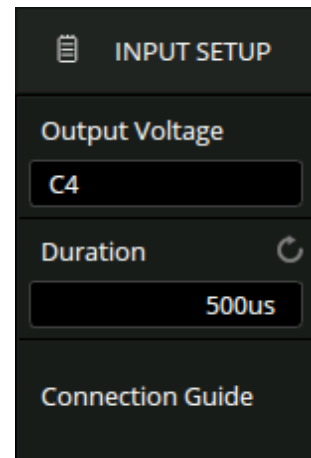 INPUT SETUP
Output Voltage
C4
Duration
500us
Connection Guide